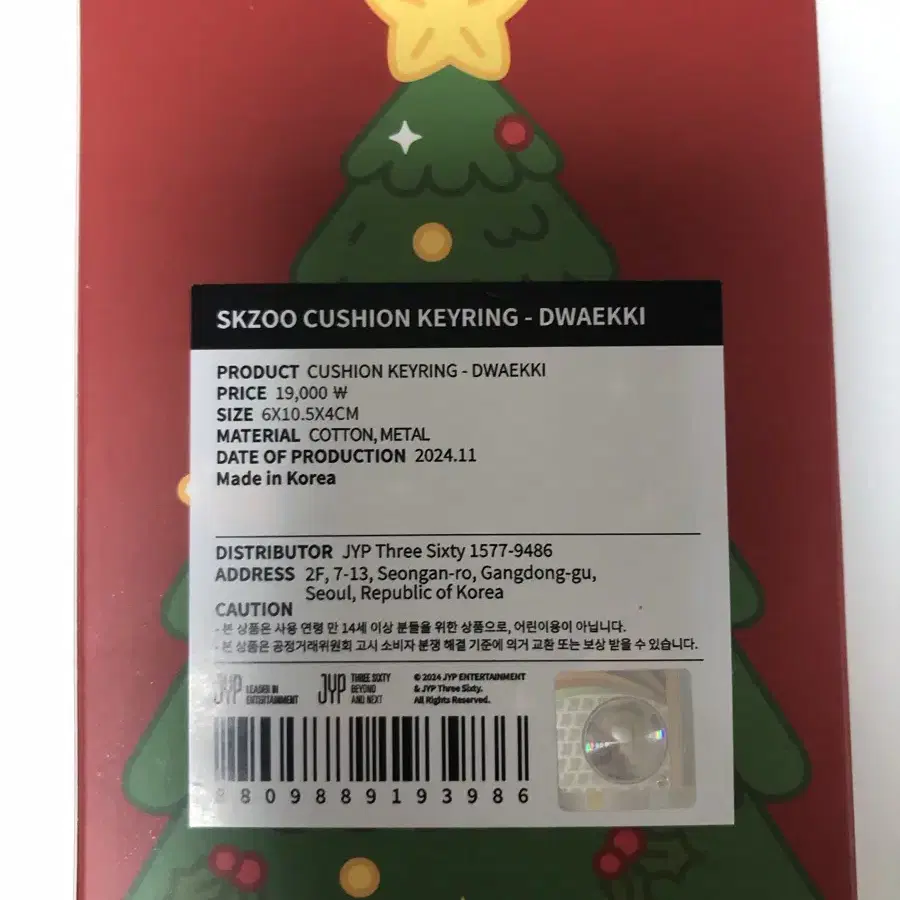 SKZOO CUSHION KEYRING - DWAEKKI
PRODUCT CUSHION KEYRING - DWAEKKI
PRICE 19,000 ₩
SIZE 6X10.5X4CM
MATERIAL COTTON, METAL
DATE OF PRODUCTION 2024.11
Made in Korea
DISTRIBUTOR JYP Three Sixty 1577-9486
ADDRESS 2F, 7-13, Seongan-ro, Gangdong-gu,
Seoul, Republic of Korea
CAUTION
- 본 상품은 사용 연령 만 14세 이상 분들을 위한 상품으로, 어린이용이 아닙니다.
- 본 상품은 공정거래위원회 고시 소비자 분쟁 해결 기준에 의거 교환 또는 보상 받을 수 있습니다.
JYP LEADER IN ENTERTAINMENT
JYP THREE SIXTY BEYOND AND NEXT
© 2024 JYP ENTERTAINMENT
& JYP Three Sixty.
All Rights Reserved.
8809889193986